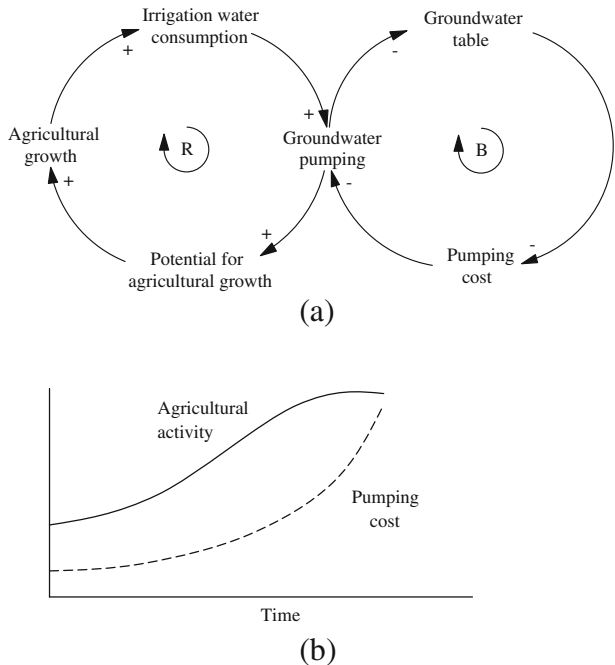 Irrigation water
consumption
Groundwater
table
+
-
+
Agricultural
growth
R
Groundwater
pumping
B
+
-
+
-
Potential for
agricultural growth
Pumping
cost
(a)
Agricultural
activity
Pumping
cost
Time
(b)